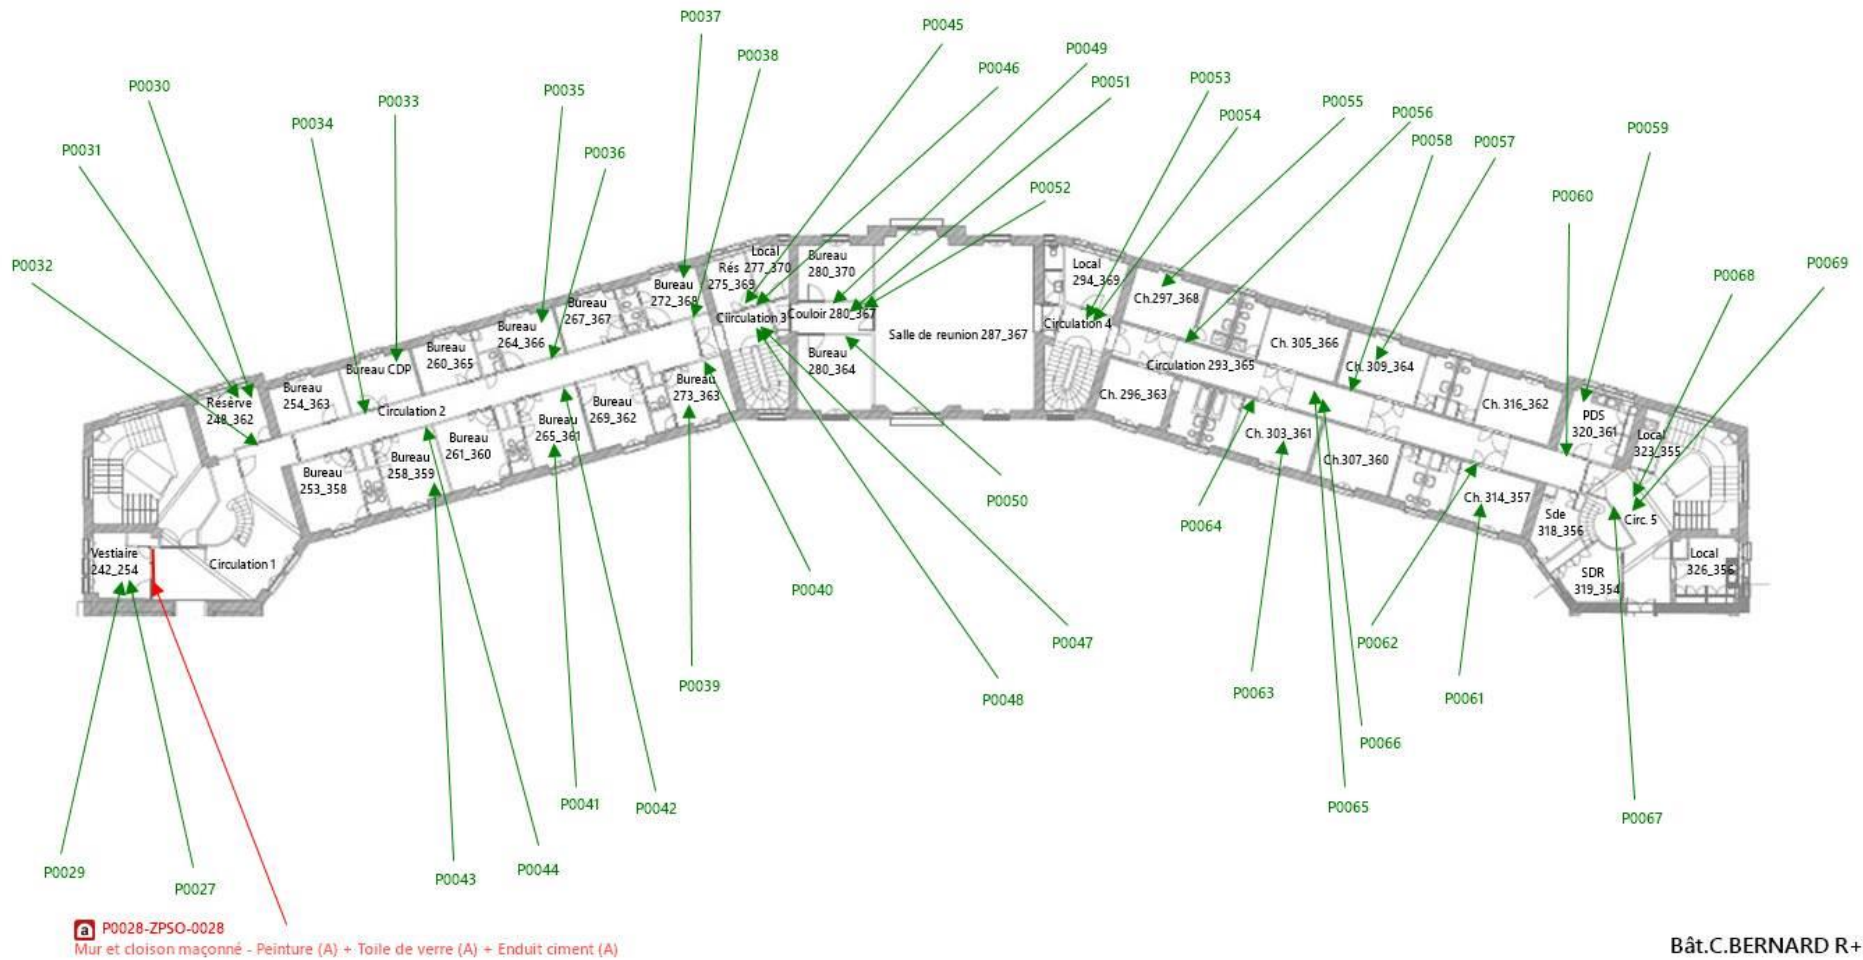 P0037
P0045
P0038
P0049
P0046
P0051
P0053
P0055
P0030
P0035
P0033
P0056
P0054
P0034
P0059
P0058
P0057
P0031
P0036
P0052
P0060
P0032
P0068
P0069
Local
277_370
Rés
275_369
Bureau
280_370
Local
294_369
Bureau
272_368
Ch.297_368
Bureau
267_367
Ciirculation 3
Couloir 280_367
Salle de reunion 287_367
Circulation 4
Bureau
264_366
Bureau
260_365
Bureau CDP
Bureau
280_364
Circulation 293_365
Ch. 305_366
Ch. 309_364
Bureau
254_363
Réserve
248_362
Circulation 2
Bureau
273_363
Bureau
269_362
Bureau
265_361
Bureau
261_360
Bureau
258_359
Bureau
253_358
Ch. 296_363
Ch. 303_361
Ch.307_360
Ch. 316_362
PDS
320_361
Local
323_355
Ch. 314_357
Sde
318_356
Circ. 5
Vestiaire
242_254
Circulation 1
SDR
319_354
Local
326_356
P0050
P0064
P0040
P0047
P0062
P0039
P0048
P0063
P0061
P0066
P0041
P0042
P0065
P0067
P0029
P0027
P0043
P0044
a P0028-ZPSO-0028
Mur et cloison maçonné - Peinture (A) + Toile de verre (A) + Enduit ciment (A)
Bât.C.BERNARD R+